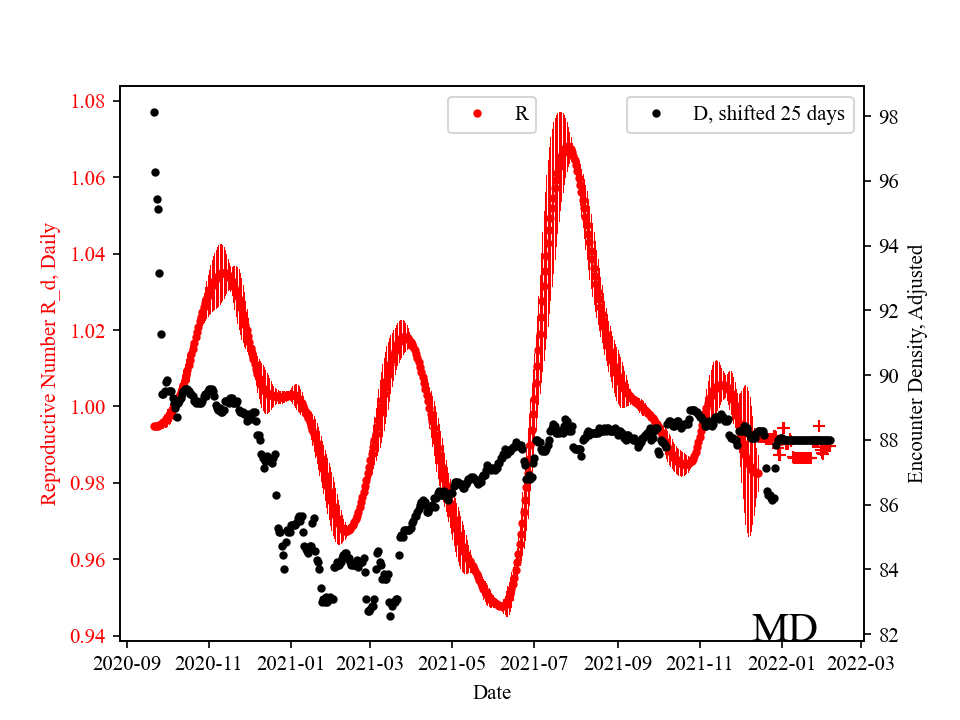 R
D, shifted 25 days
Reproductive Number R_d, Daily
1.08
1.06
1.04
1.02
1.00
0.98
0.96
0.94
98
96
94
92
90
88
86
84
82
Encounter Density, Adjusted
MD
2020-09 2020-11 2021-01 2021-03 2021-05 2021-07 2021-09 2021-11 2022-01 2022-03
Date